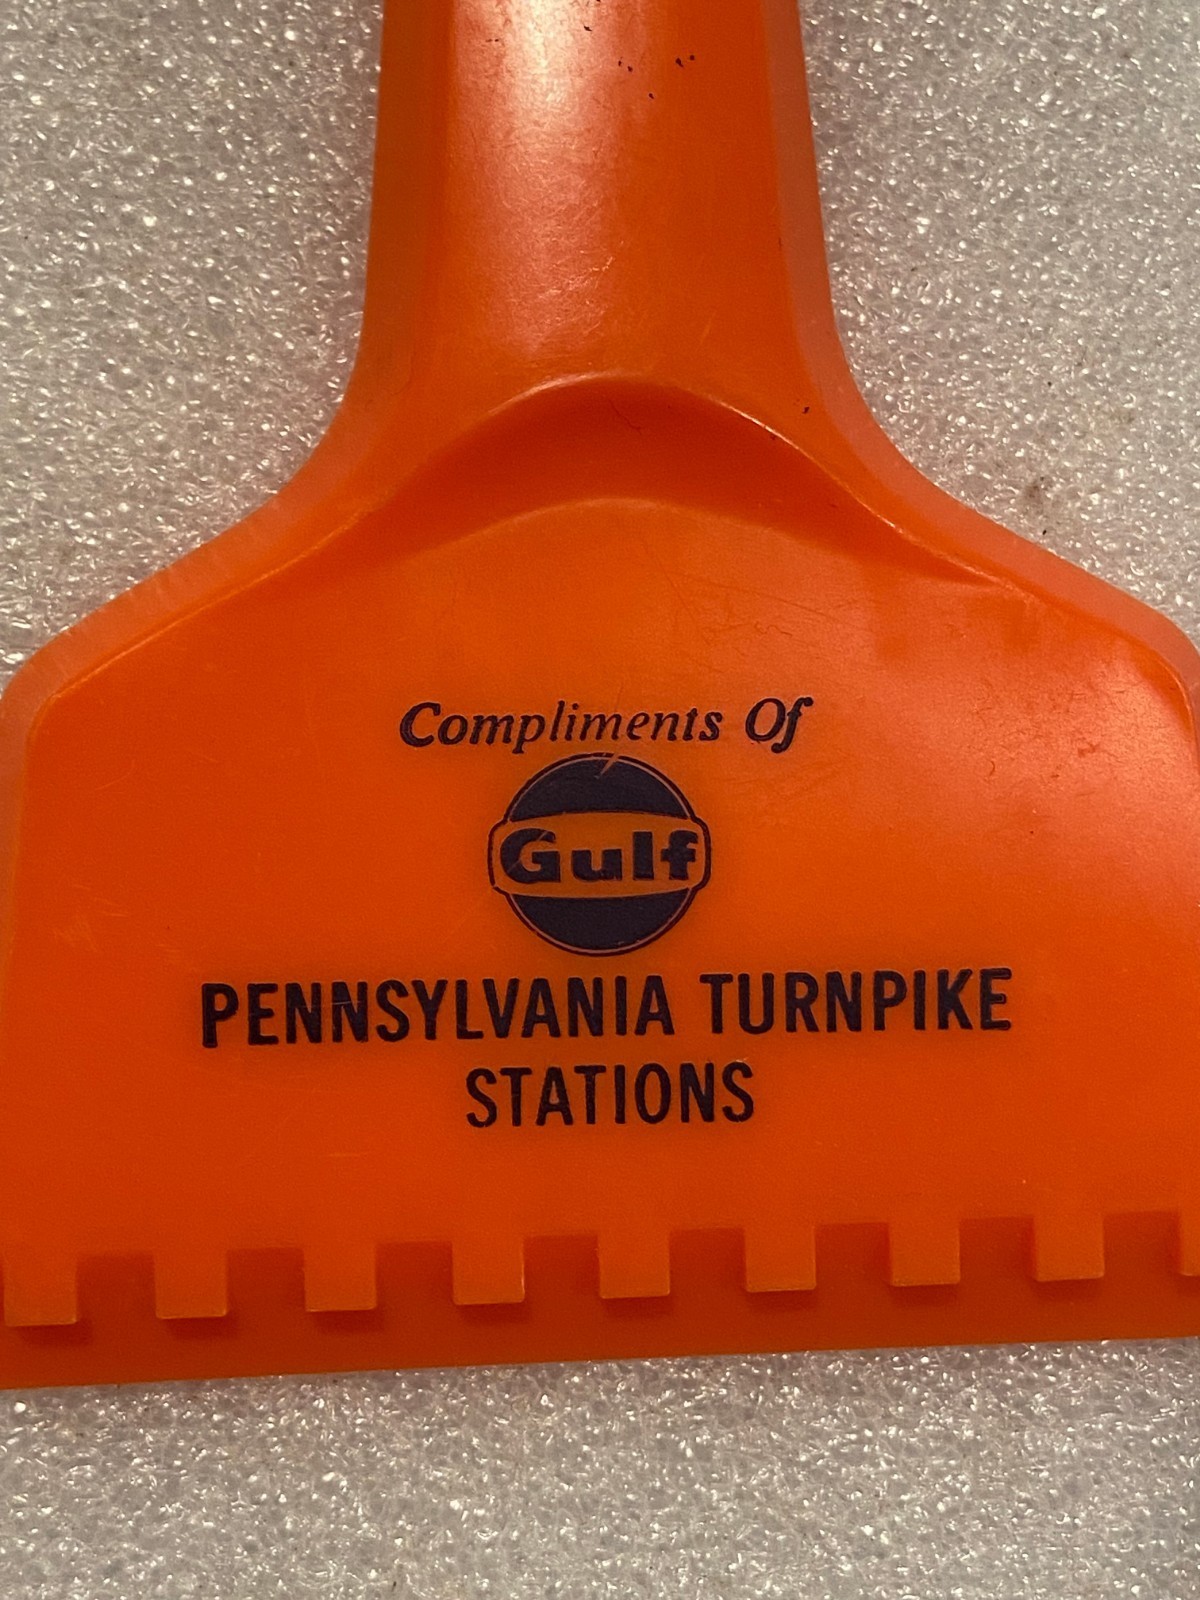 Compliments Of
Gulf
PENNSYLVANIA TURNPIKE
STATIONS